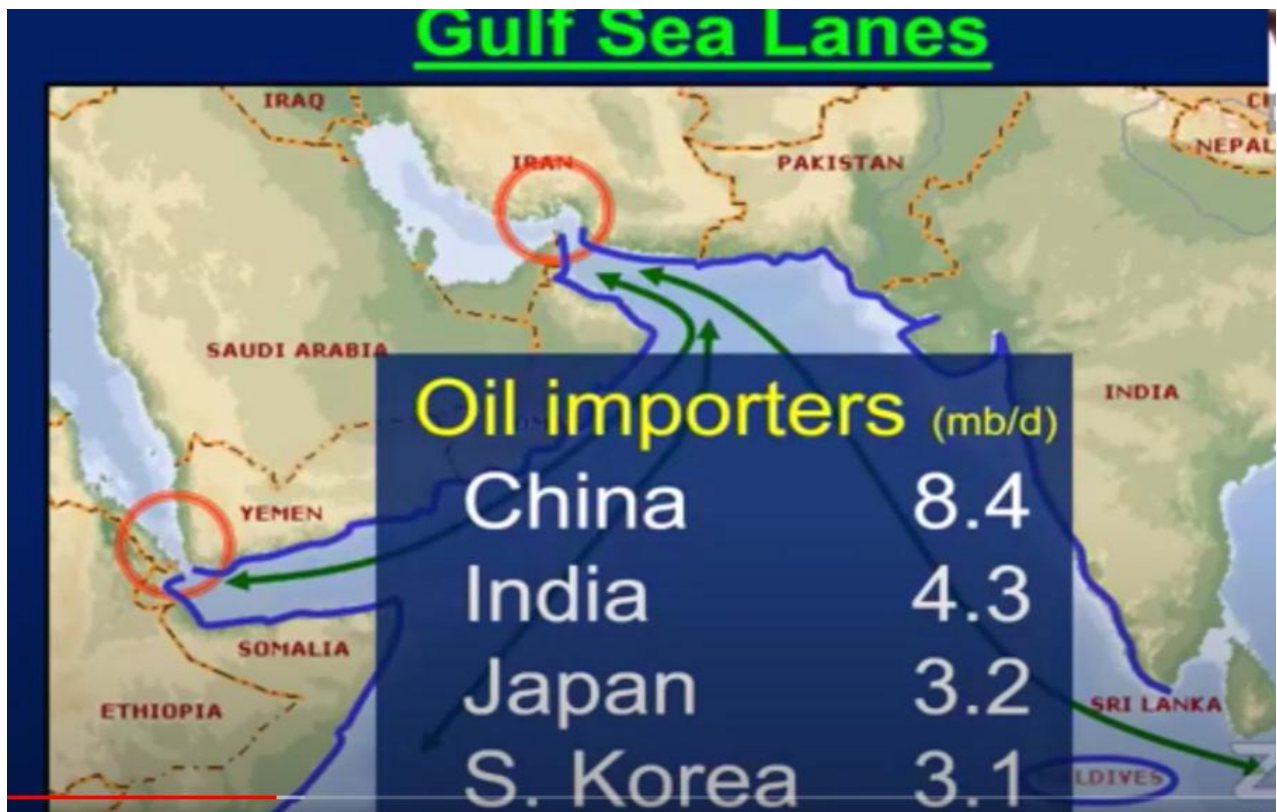 Gulf Sea Lanes
IRAQ
IRAN
PAKISTAN
NEPAL
SAUDI ARABIA
INDIA
Oil importers (mb/d)
China 8.4
YEMEN
India 4.3
SOMALIA
Japan 3.2
SRI LANKA
ETHIOPIA
S. Korea 3.1
LDIVES